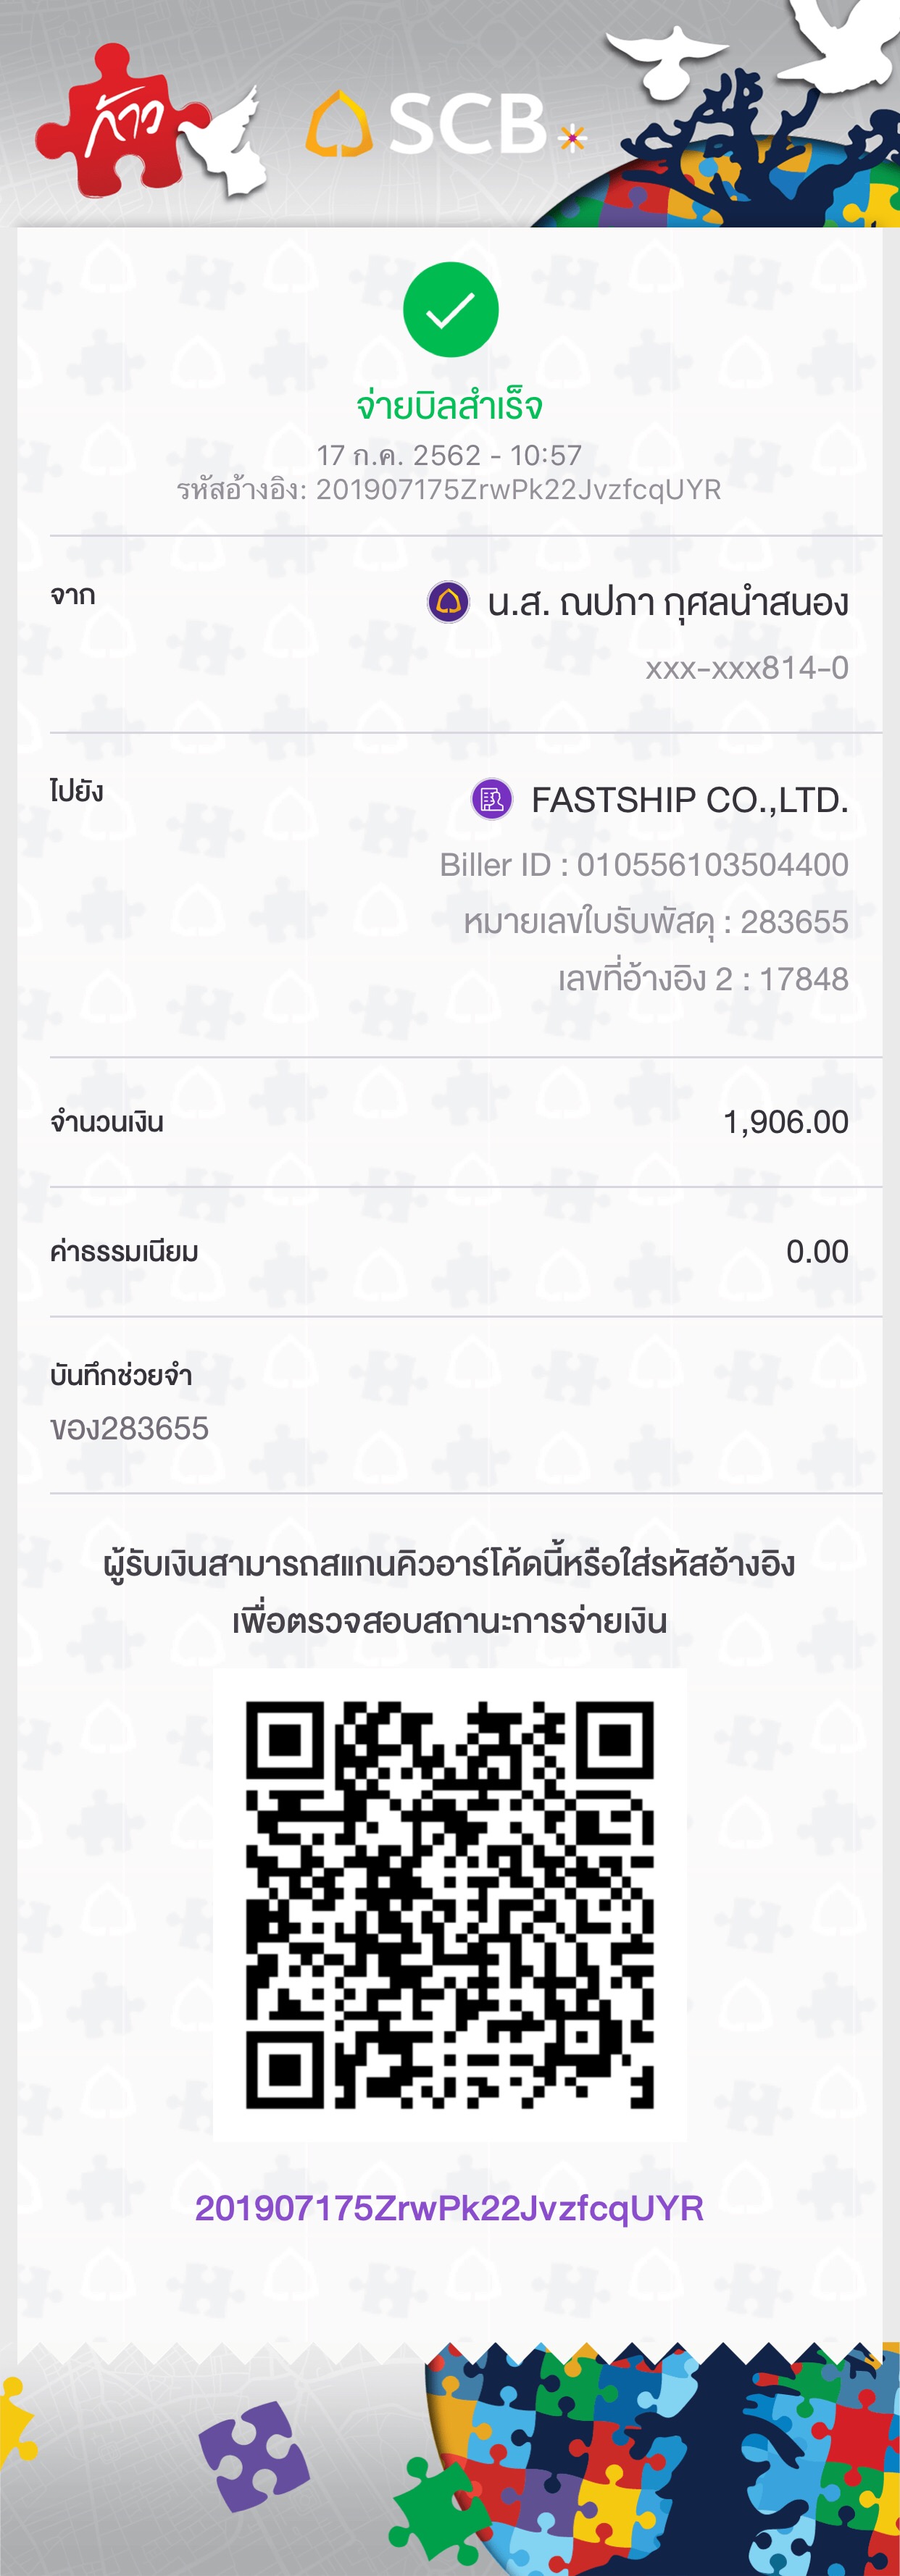 ก้าว
SCB
จ่ายบิลสำเร็จ
17 ก.ค. 2562 - 10:57
รหัสอ้างอิง: 201907175ZrwPk22JvzfcqUYR
จาก
น.ส. ณปภา กุศลนำสนอง
xxx-xxx814-0
ไปยัง
FASTSHIP CO.,LTD.
Biller ID : 010556103504400
หมายเลขใบรับพัสดุ : 283655
เลขที่อ้างอิง 2 : 17848
จำนวนเงิน 1,906.00
ค่าธรรมเนียม 0.00
บันทึกช่วยจำ
ของ283655
ผู้รับเงินสามารถสแกนคิวอาร์โค้ดนี้หรือใส่รหัสอ้างอิง
เพื่อตรวจสอบสถานะการจ่ายเงิน
201907175ZrwPk22JvzfcqUYR